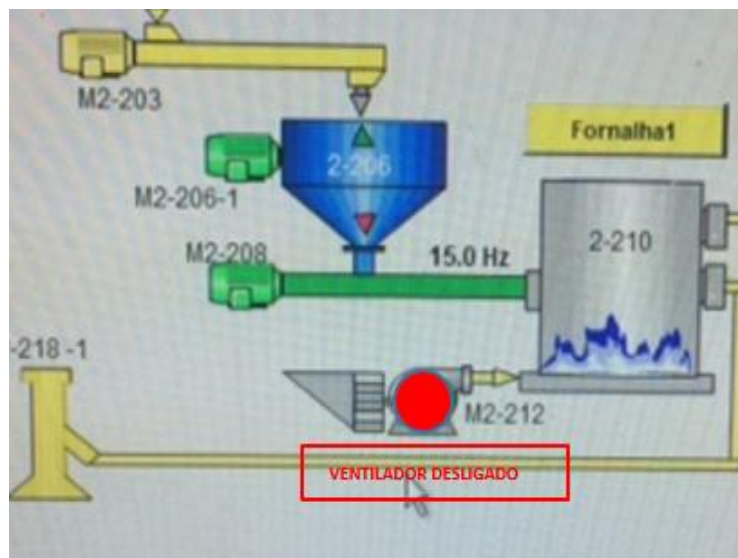 M2-203
Fornalha1
2-206
M2-206-1
2-210
M2-208
15.0 Hz
-218 -1
M2-212
VENTILADOR DESLIGADO